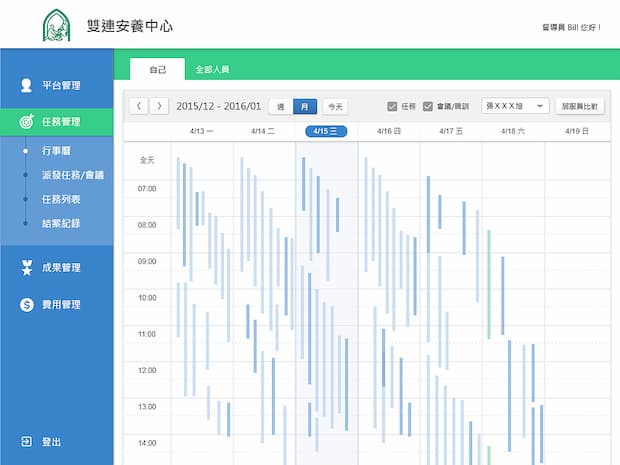 雙連安養中心
督導員 Bill 您好！
平台管理
任務管理
行事曆
派發任務/會議
任務列表
結案紀錄
成果管理
費用管理
登出
自己
全部人員
2015/12 - 2016/01
週
月
今天
任務
會議/職訓
張ＸＸＸ旭
居服員比對
4/13 一
4/14 二
4/15 三
4/16 四
4/17 五
4/18 六
4/19 日
全天
07:00
08:00
09:00
10:00
11:00
12:00
13:00
14:00